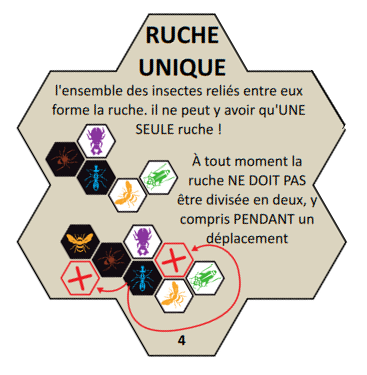 RUCHE
UNIQUE
l'ensemble des insectes reliés entre eux
forme la ruche. il ne peut y avoir qu'UNE
SEULE ruche !
À tout moment la
ruche NE DOIT PAS
être divisée en deux, y
compris PENDANT un
déplacement
4